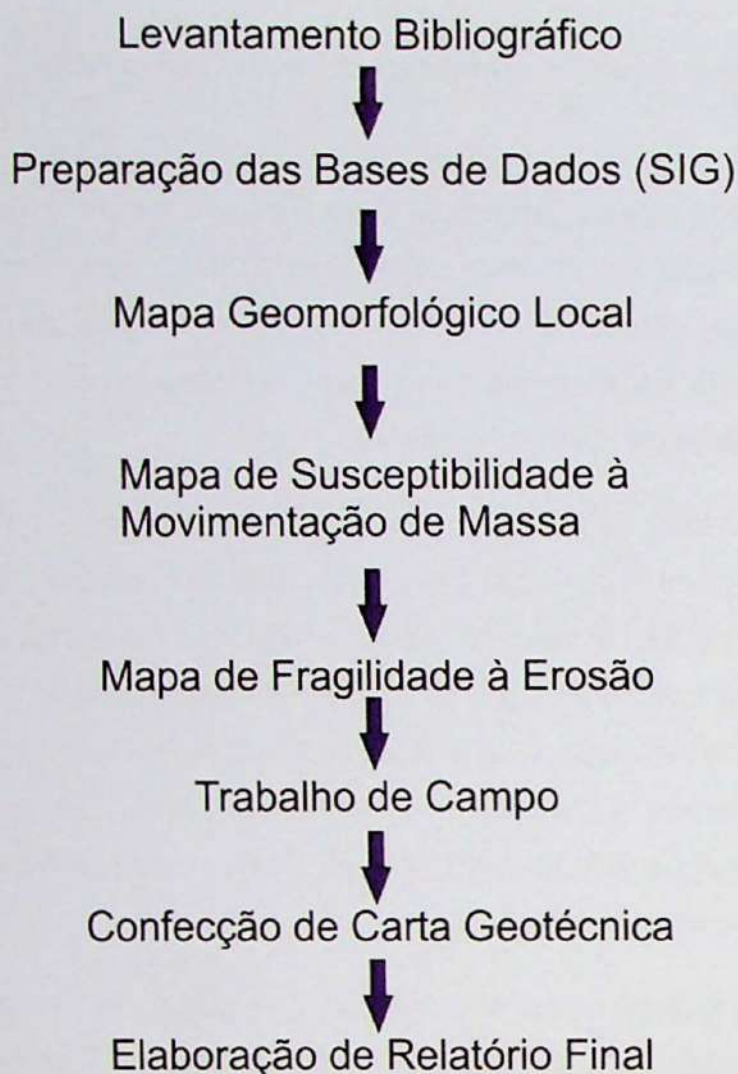 Levantamento Bibliográfico
Preparação das Bases de Dados (SIG)
Mapa Geomorfológico Local
Mapa de Susceptibilidade à
Movimentação de Massa
Mapa de Fragilidade à Erosão
Trabalho de Campo
Confecção de Carta Geotécnica
Elaboração de Relatório Final